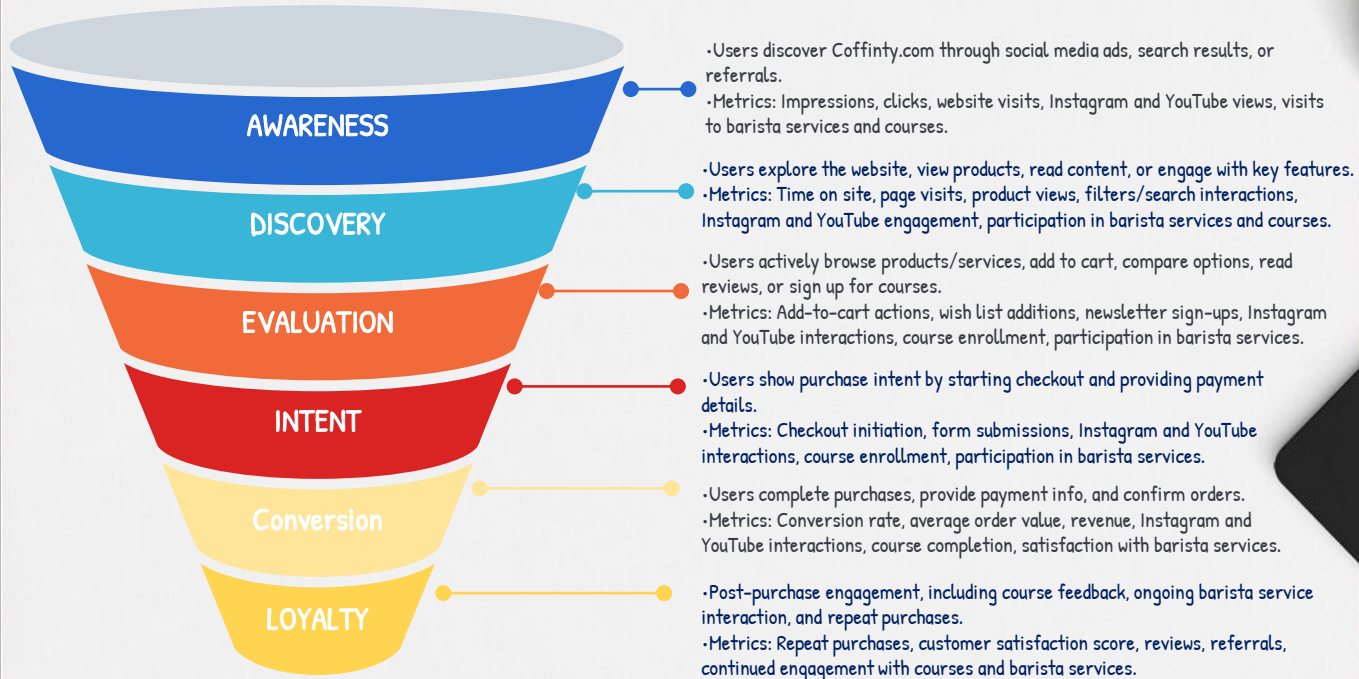 AWARENESS
•Users discover Coffinty.com through social media ads, search results, or
referrals.
•Metrics: Impressions, clicks, website visits, Instagram and YouTube views, visits
to barista services and courses.
DISCOVERY
•Users explore the website, view products, read content, or engage with key features.
•Metrics: Time on site, page visits, product views, filters/search interactions,
Instagram and YouTube engagement, participation in barista services and courses.
EVALUATION
•Users actively browse products/services, add to cart, compare options, read
reviews, or sign up for courses.
•Metrics: Add-to-cart actions, wish list additions, newsletter sign-ups, Instagram
and YouTube interactions, course enrollment, participation in barista services.
INTENT
•Users show purchase intent by starting checkout and providing payment
details.
•Metrics: Checkout initiation, form submissions, Instagram and YouTube
interactions, course enrollment, participation in barista services.
Conversion
•Users complete purchases, provide payment info, and confirm orders.
•Metrics: Conversion rate, average order value, revenue, Instagram and
YouTube interactions, course completion, satisfaction with barista services.
LOYALTY
•Post-purchase engagement, including course feedback, ongoing barista service
interaction, and repeat purchases.
•Metrics: Repeat purchases, customer satisfaction score, reviews, referrals,
continued engagement with courses and barista services.